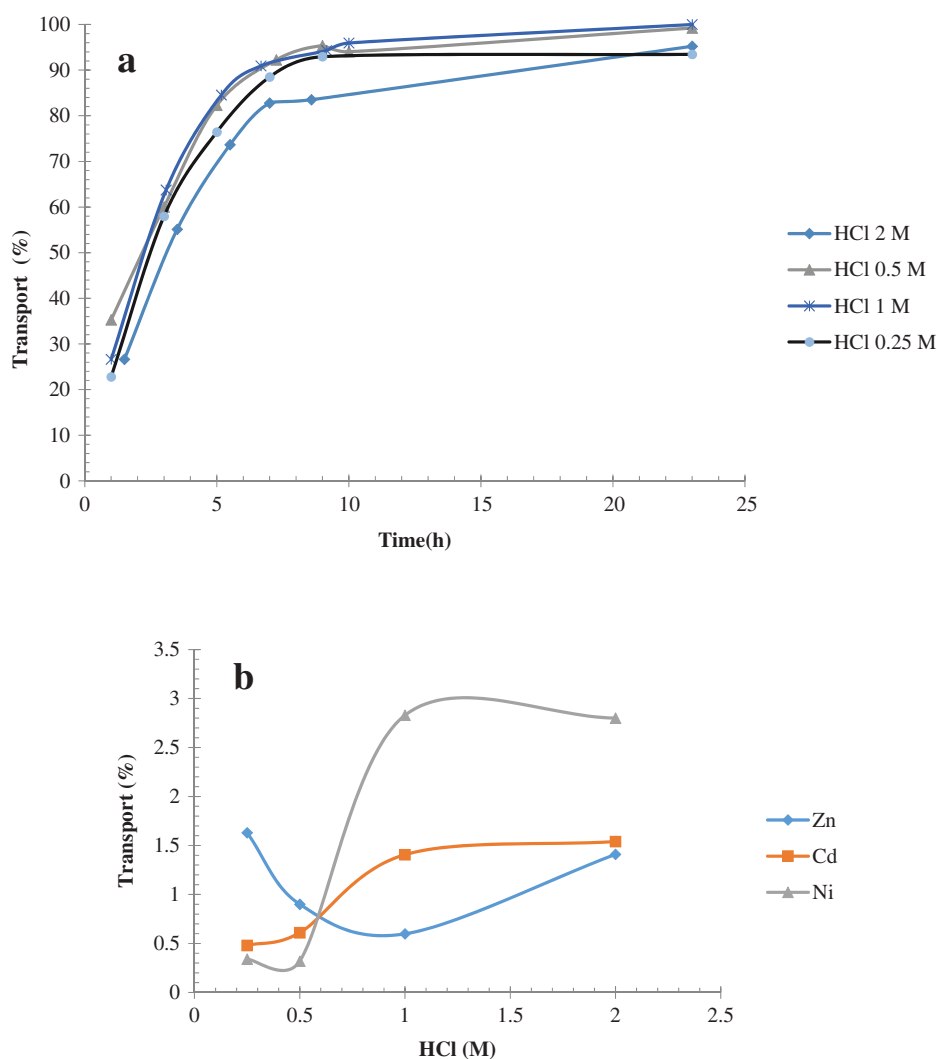 a
100
90
80
70
60
50
40
30
20
10
0
Transport (%)
0 5 10 15 20 25
Time(h)
HCl 2 M
HCl 0.5 M
HCl 1 M
HCl 0.25 M
b
3.5
3
2.5
2
1.5
1
0.5
0
Transport (%)
0 0.5 1 1.5 2 2.5
HCl (M)
Zn
Cd
Ni